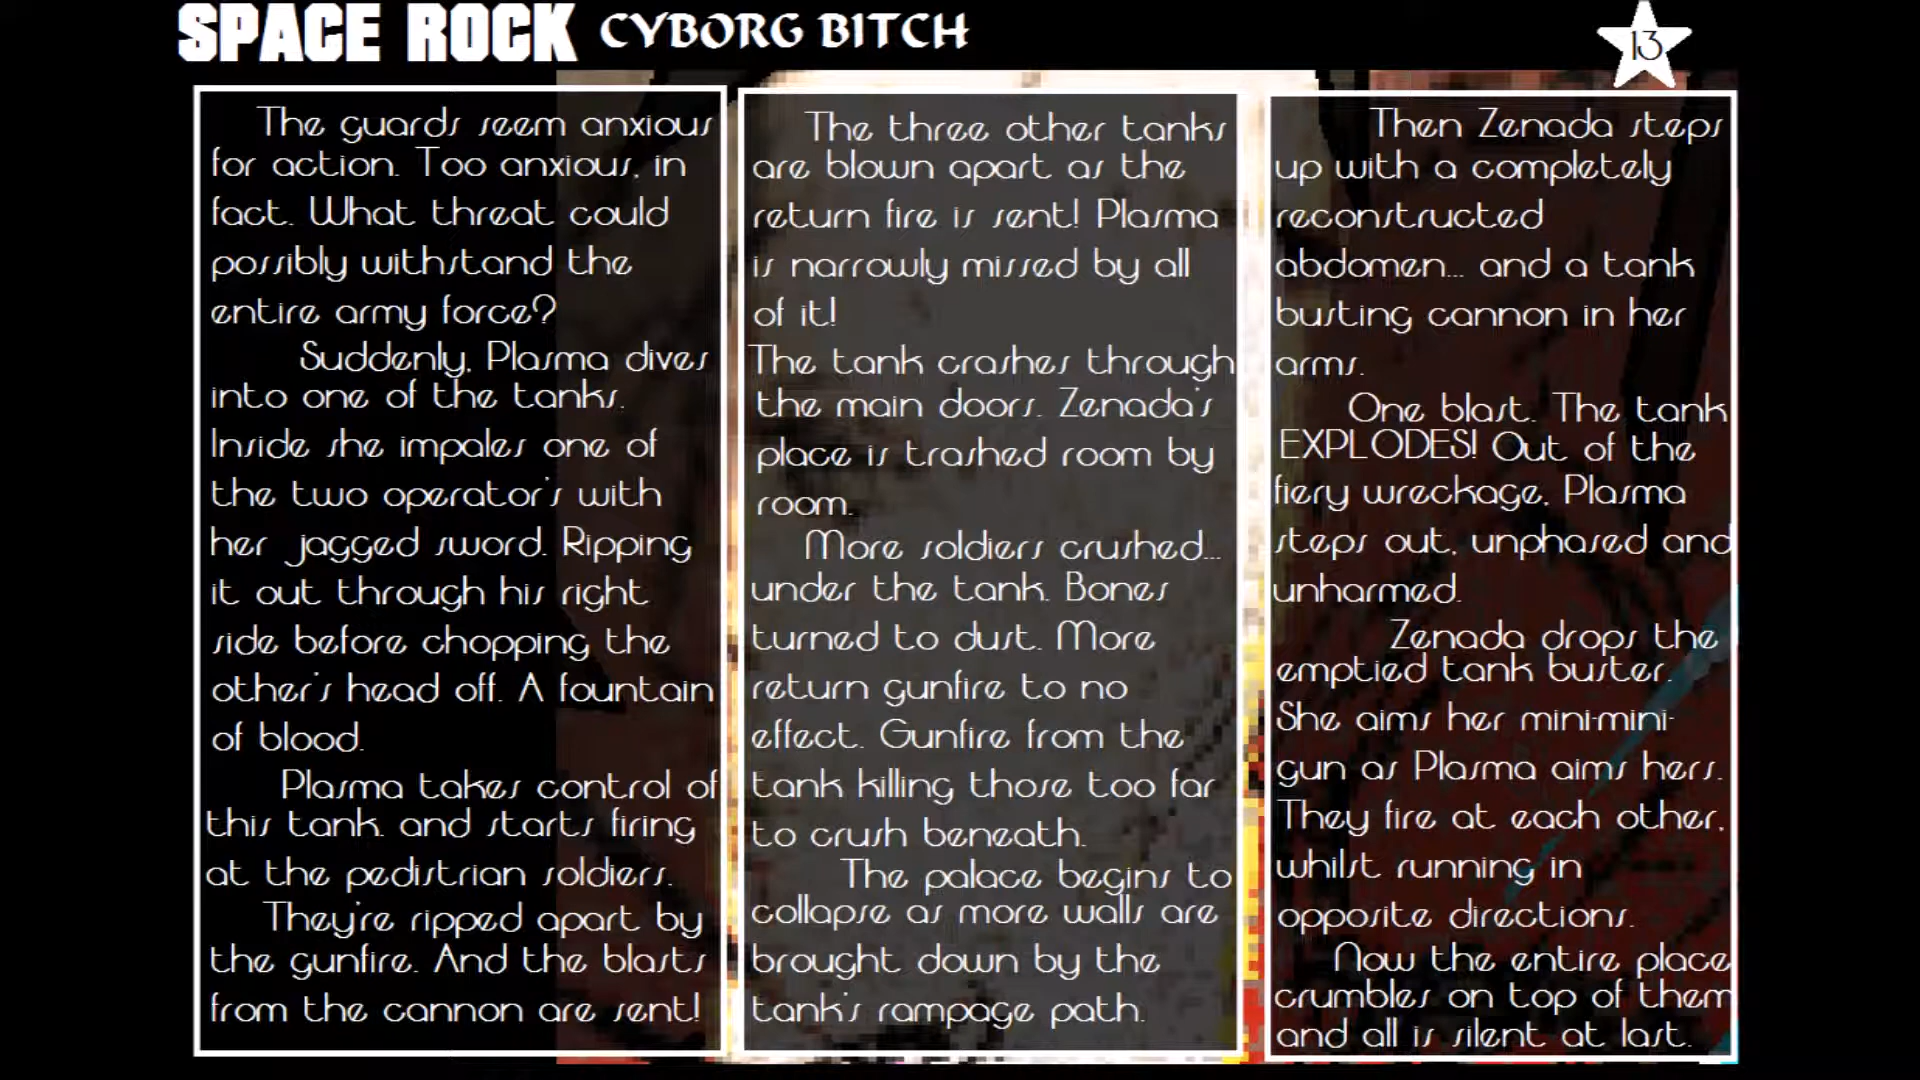 SPACE ROCK CYBORG BITCH
13
The guards seem anxious
for action. Too anxious, in
fact. What threat could
possibly withstand the
entire army force?
Suddenly, Plasma dives
into one of the tanks.
Inside she impales one of
the two operator's with
her jagged sword. Ripping
it out through his right
side before chopping the
other's head off. A fountain
of blood.
Plasma takes control of
this tank. and starts firing
at the pedistrian soldiers.
They're ripped apart by
the gunfire. And the blasts
from the cannon are sent!
The three other tanks
are blown apart as the
return fire is sent! Plasma
is narrowly missed by all
of it!
The tank crashes through
the main doors. Zenada's
place is trashed room by
room.
More soldiers crushed...
under the tank. Bones
turned to dust. More
return gunfire to no
effect. Gunfire from the
tank killing those too far
to crush beneath.
The palace begins to
collapse as more walls are
brought down by the
tank's rampage path.
Then Zenada steps
up with a completely
reconstructed
abdomen... and a tank
busting cannon in her
arms.
One blast. The tank
EXPLODES! Out of the
fiery wreckage, Plasma
steps out, unphased and
unharmed.
Zenada drops the
emptied tank buster.
She aims her mini-mini-
gun as Plasma aims hers.
They fire at each other,
whilst running in
opposite directions.
Now the entire place
crumbles on top of them
and all is silent at last.